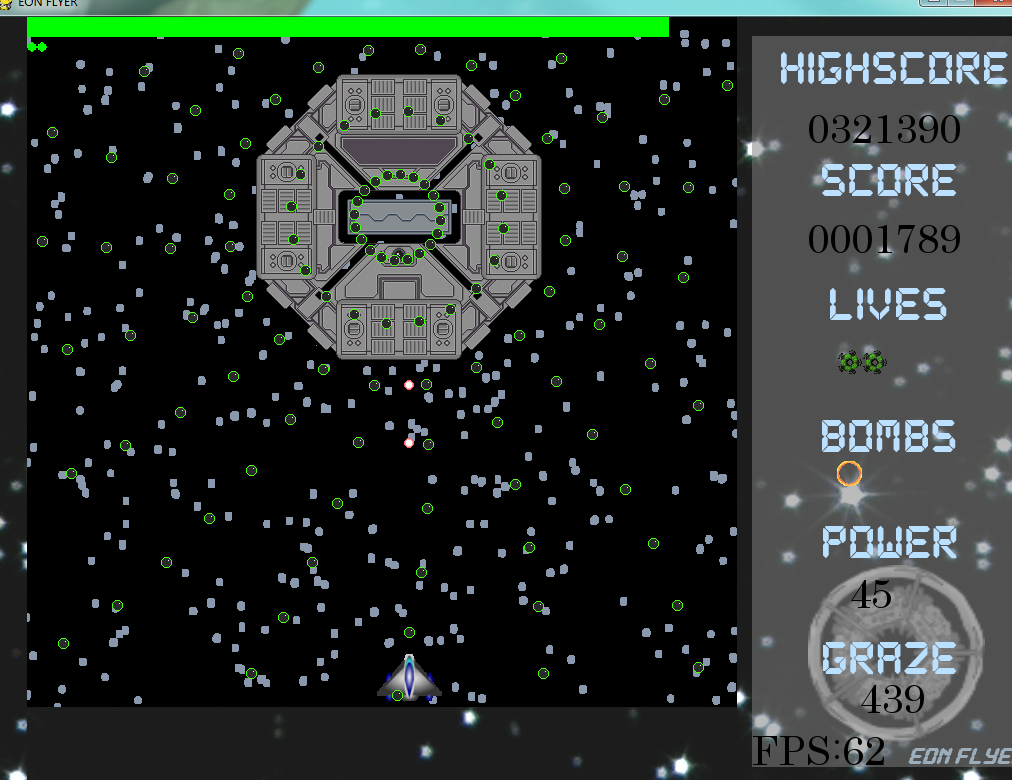 EON FLYER
HIGHSCORE
0321390
SCORE
0001789
LIVES
BOMBS
POWER
45
GRAZE
439
FPS:62
EON FLYE